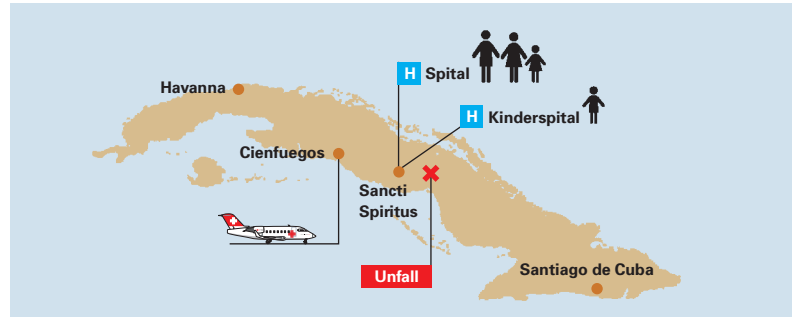 H Spital
Havanna
H Kinderspital
Cienfuegos
Sancti
Spiritus
Unfall
Santiago de Cuba